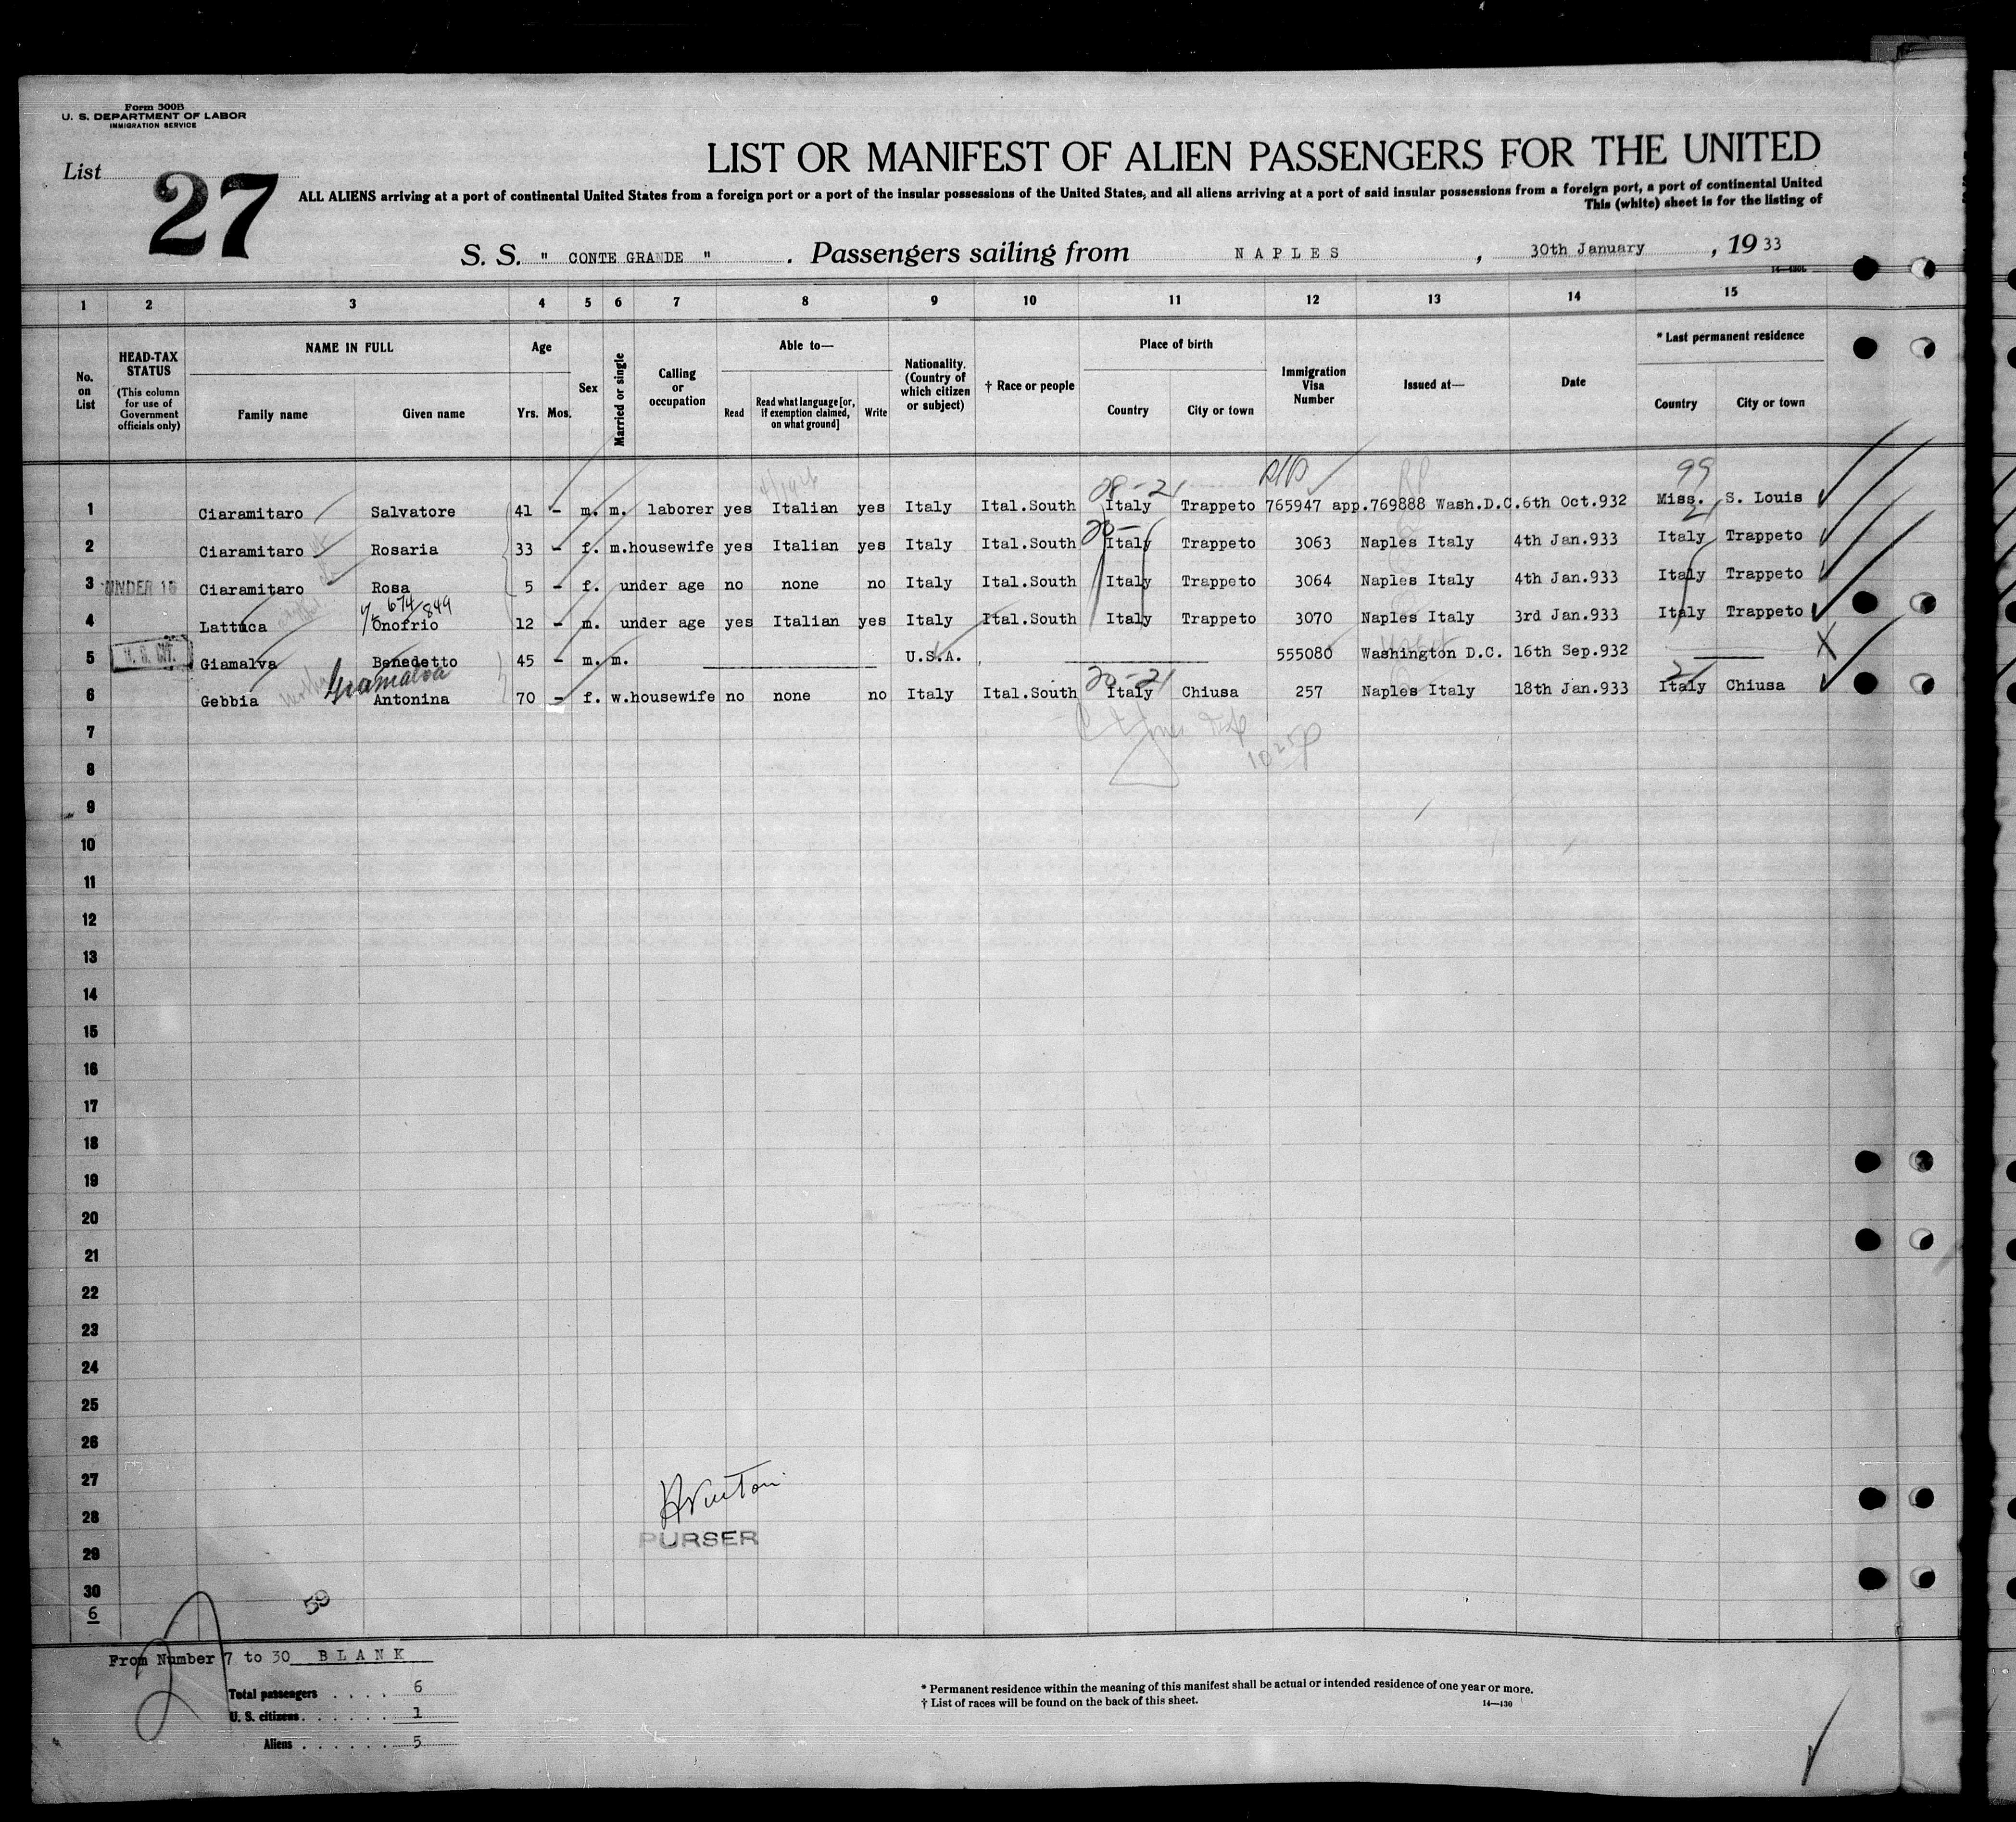 Form 500B
U. S. DEPARTMENT OF LABOR
IMMIGRATION SERVICE
List 27
LIST OR MANIFEST OF ALIEN PASSENGERS FOR THE UNITED
ALL ALIENS arriving at a port of continental United States from a foreign port or a port of the insular possessions of the United States, and all aliens arriving at a port of said insular possessions from a foreign port, a port of continental United
This (white) sheet is for the listing of
S. S. " CONTE GRANDE " . Passengers sailing from NAPLES , 30th January , 19 33
1 2 3 4 5 6 7 8 9 10 11 12 13 14 15
No. on List
HEAD-TAX STATUS (This column for use of Government officials only)
NAME IN FULL
Family name Given name
Age
Yrs. Mos.
Sex
Married or single
Calling or occupation
Able to—
Read Read what language [or, if exemption claimed, on what ground] Write
Nationality. (Country of which citizen or subject)
† Race or people
Place of birth
Country City or town
Immigration Visa Number
Issued at—
Date
* Last permanent residence
Country City or town
99
08-21
1 Ciaramitaro Salvatore 41 - m. m. laborer yes Italian yes Italy Ital.South Italy Trappeto 765947 app.769888 Wash.D.C. 6th Oct.932 Miss. S. Louis
20- 21
2 Ciaramitaro Rosaria 33 - f. m. housewife yes Italian yes Italy Ital.South Italy Trappeto 3063 Naples Italy 4th Jan.933 Italy Trappeto
3 UNDER 16 Ciaramitaro Rosa 5 - f. under age no none no Italy Ital.South Italy Trappeto 3064 Naples Italy 4th Jan.933 Italy Trappeto
674 849
4 Lattuca Onofrio 12 - m. under age yes Italian yes Italy Ital.South Italy Trappeto 3070 Naples Italy 3rd Jan.933 Italy Trappeto
5 U. S. CIT. Giamalva Benedetto 45 - m. m. U.S.A. 555080 Washington D.C. 16th Sep.932 X
Giamalva 20-21 21
6 Gebbia Antonina 70 - f. w. housewife no none no Italy Ital.South Italy Chiusa 257 Naples Italy 18th Jan.933 Italy Chiusa
7
8
9
10
11
12
13
14
15
16
17
18
19
20
21
22
23
24
25
26
27
28
PURSER
29
30
6
59
From Number 7 to 30 BLANK
Total passengers . . . . 6
U. S. citizens . . . . . . 1
Aliens . . . . . . 5
* Permanent residence within the meaning of this manifest shall be actual or intended residence of one year or more.
† List of races will be found on the back of this sheet.
14—430